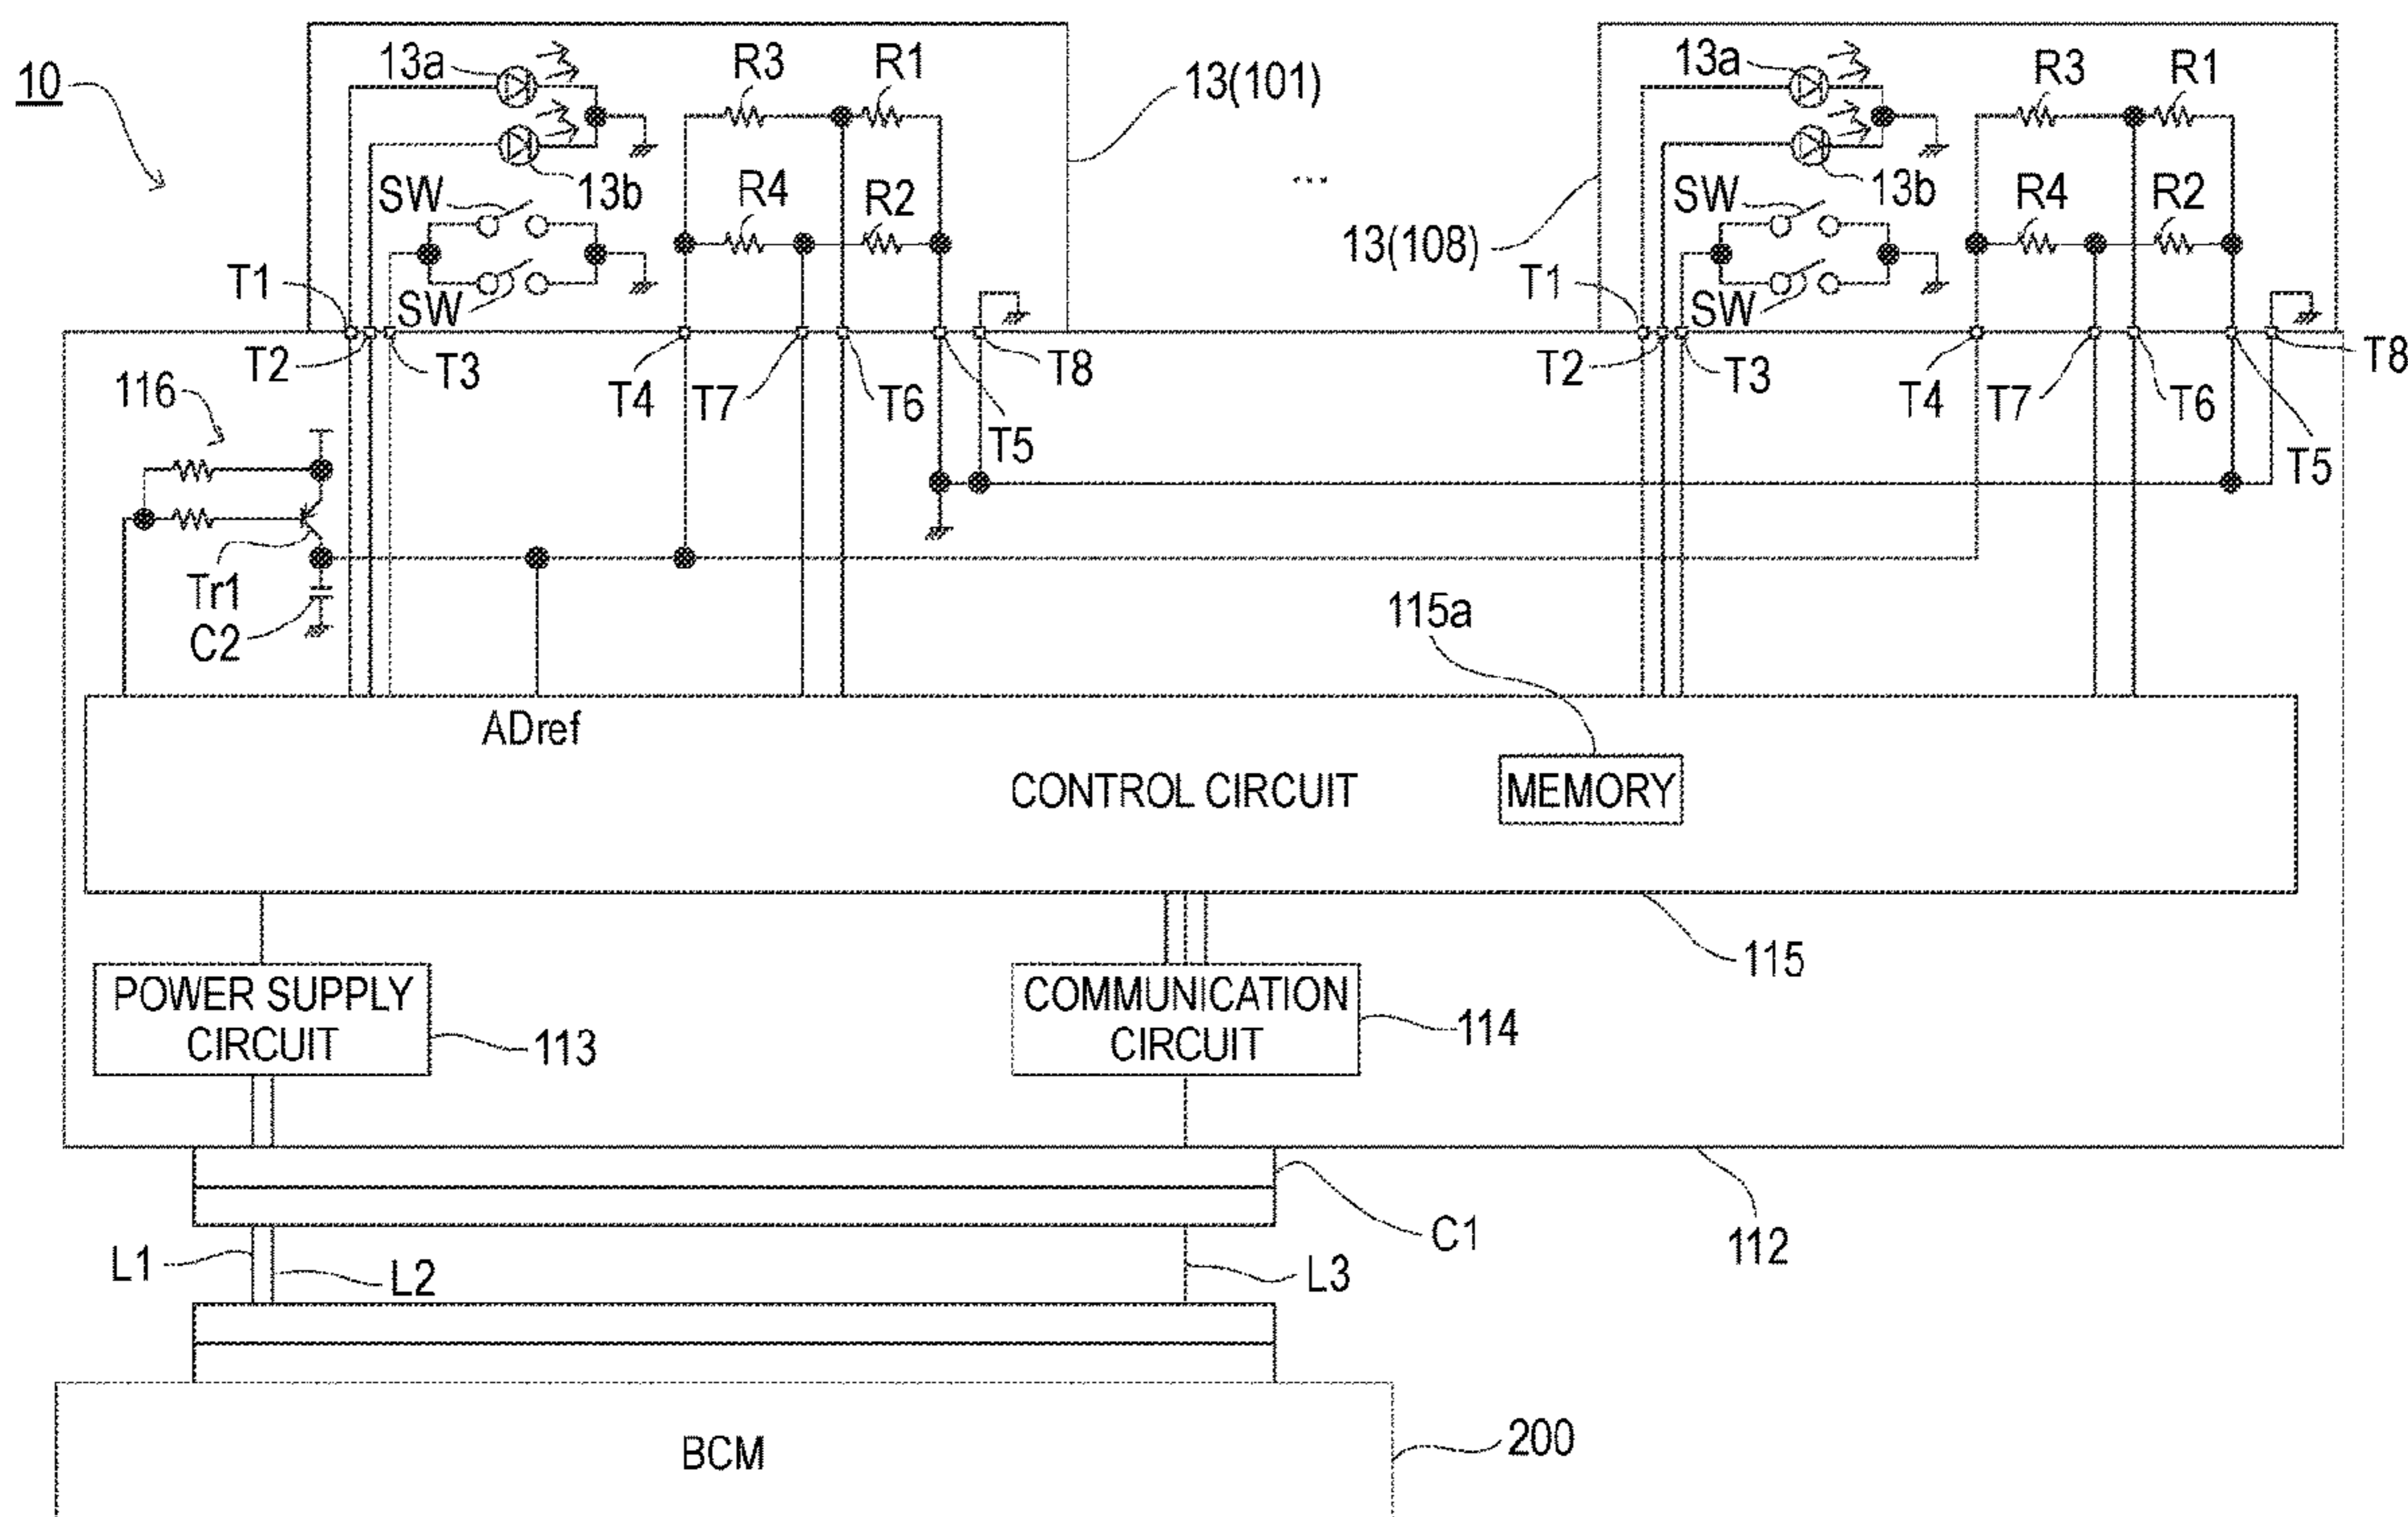 10
13a
R3
R1
13(101)
13a
R3
R1
13b
R4
R2
SW
SW
...
13(108)
13b
R4
R2
SW
SW
T1
T2
T3
T4
T7
T6
T5
T8
T1
T2
T3
T4
T7
T6
T5
T8
116
Tr1
C2
115a
ADref
CONTROL CIRCUIT
MEMORY
115
POWER SUPPLY
CIRCUIT
113
COMMUNICATION
CIRCUIT
114
C1
112
L1
L2
L3
BCM
200